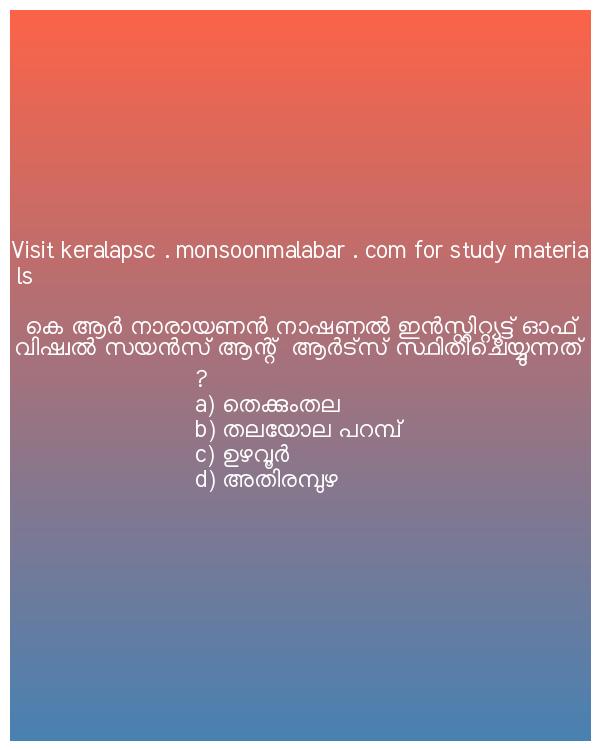 Visit keralapsc . monsoonmalabar . com for study materia
ls
കെ ആർ നാരായണൻ നാഷണൽ ഇൻസ്റ്റിറ്റ്യൂട്ട് ഓഫ്
വിഷ്വൽ സയൻസ് ആന്റ് ആർട്സ് സ്ഥിതിചെയ്യുന്നത്
?
a) തെക്കുംതല
b) തലയോല പറമ്പ്
c) ഉഴവൂർ
d) അതിരമ്പുഴ